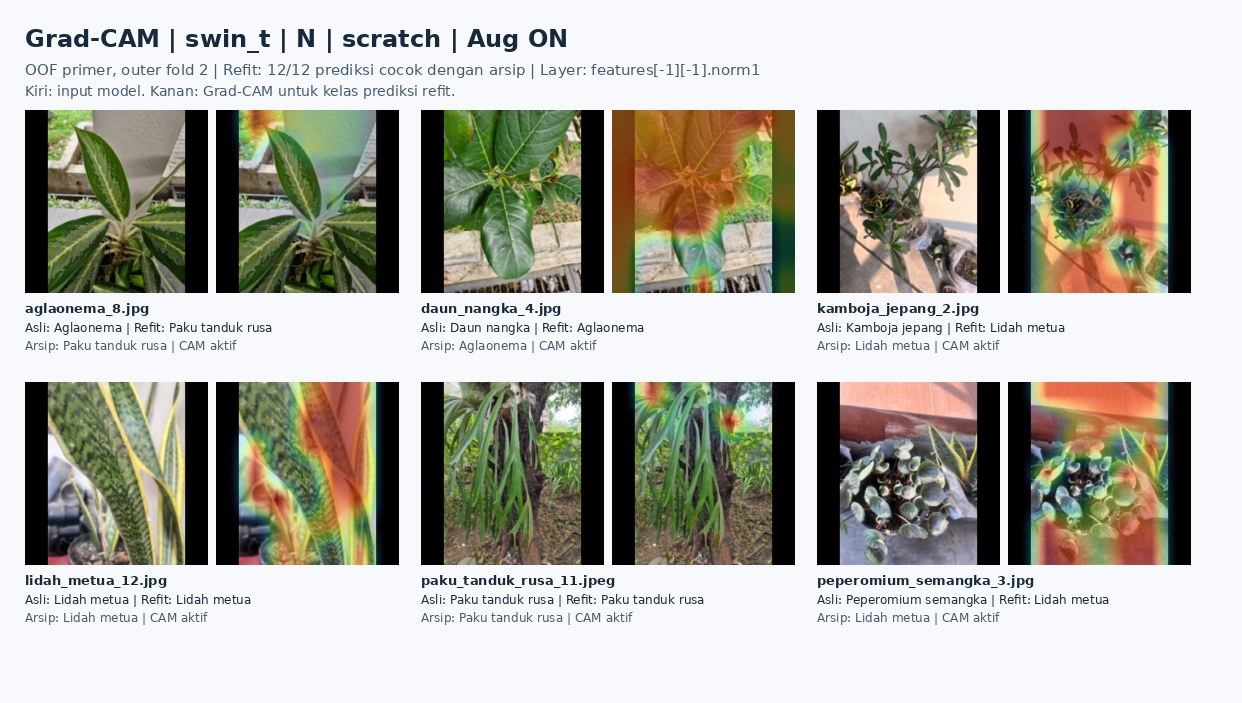 Grad-CAM | swin_t | N | scratch | Aug ON
OOF primer, outer fold 2 | Refit: 12/12 prediksi cocok dengan arsip | Layer: features[-1][-1].norm1
Kiri: input model. Kanan: Grad-CAM untuk kelas prediksi refit.
aglaonema_8.jpg
Asli: Aglaonema | Refit: Paku tanduk rusa
Arsip: Paku tanduk rusa | CAM aktif
daun_nangka_4.jpg
Asli: Daun nangka | Refit: Aglaonema
Arsip: Aglaonema | CAM aktif
kamboja_jepang_2.jpg
Asli: Kamboja jepang | Refit: Lidah metua
Arsip: Lidah metua | CAM aktif
lidah_metua_12.jpg
Asli: Lidah metua | Refit: Lidah metua
Arsip: Lidah metua | CAM aktif
paku_tanduk_rusa_11.jpeg
Asli: Paku tanduk rusa | Refit: Paku tanduk rusa
Arsip: Paku tanduk rusa | CAM aktif
peperomium_semangka_3.jpg
Asli: Peperomium semangka | Refit: Lidah metua
Arsip: Lidah metua | CAM aktif